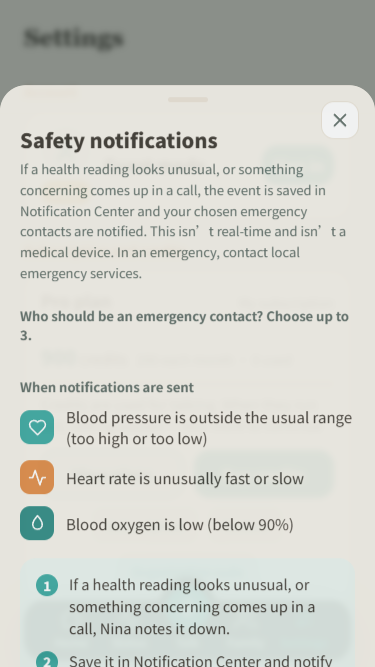 Settings
Safety notifications
If a health reading looks unusual, or something
concerning comes up in a call, the event is saved in
Notification Center and your chosen emergency
contacts are notified. This isn’t real-time and isn’t a
medical device. In an emergency, contact local
emergency services.
Who should be an emergency contact? Choose up to
3.
When notifications are sent
Blood pressure is outside the usual range
(too high or too low)
Heart rate is unusually fast or slow
Blood oxygen is low (below 90%)
1 If a health reading looks unusual, or
something concerning comes up in a
call, Nina notes it down.
2 Save it in Notification Center and notify